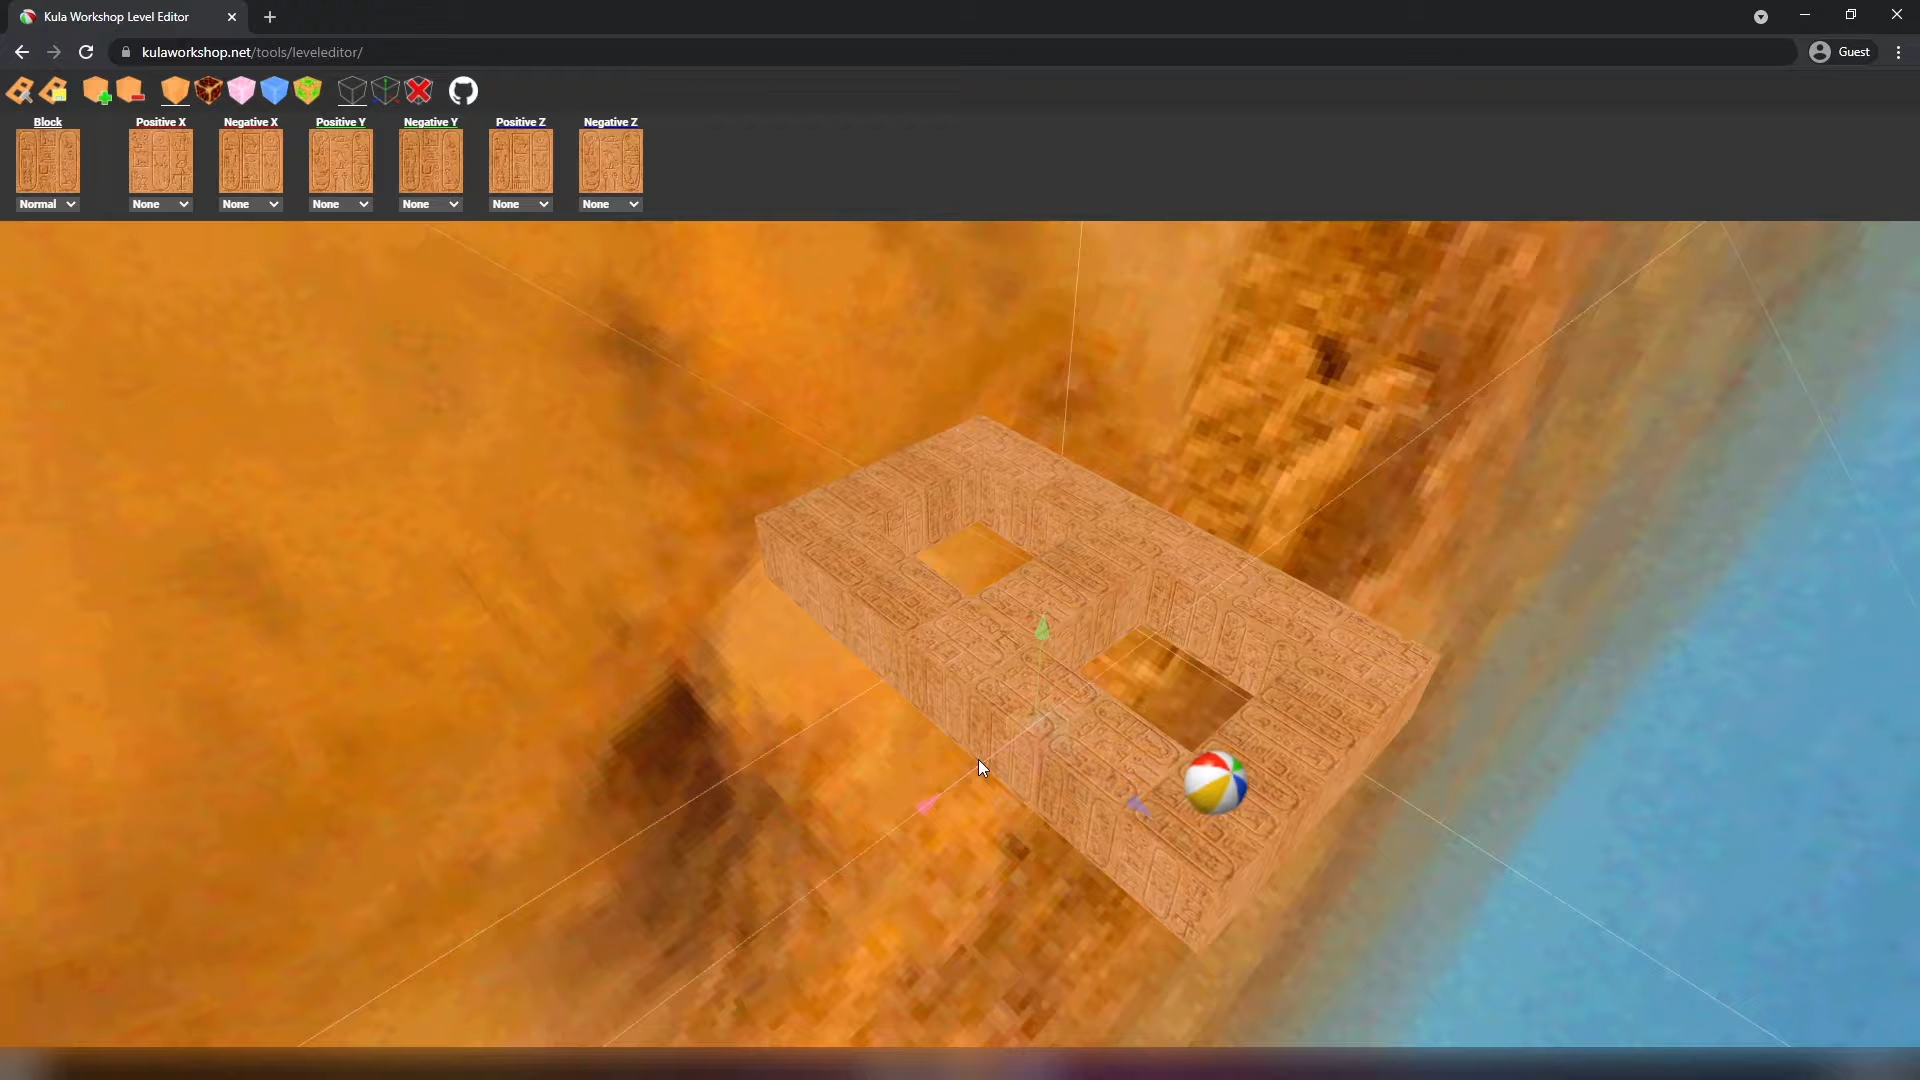 Kula Workshop Level Editor
kulaworkshop.net/tools/leveleditor/
Guest
Block Positive X Negative X Positive Y Negative Y Positive Z Negative Z
Normal None None None None None None